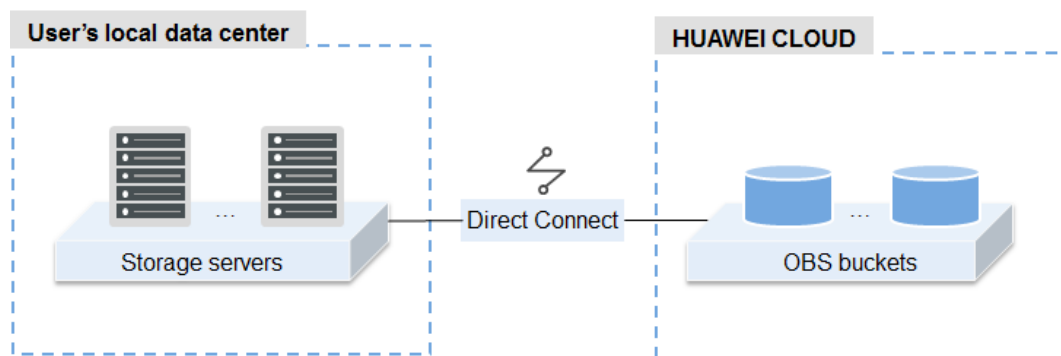 User's local data center
HUAWEI CLOUD
...
...
Direct Connect
Storage servers
OBS buckets